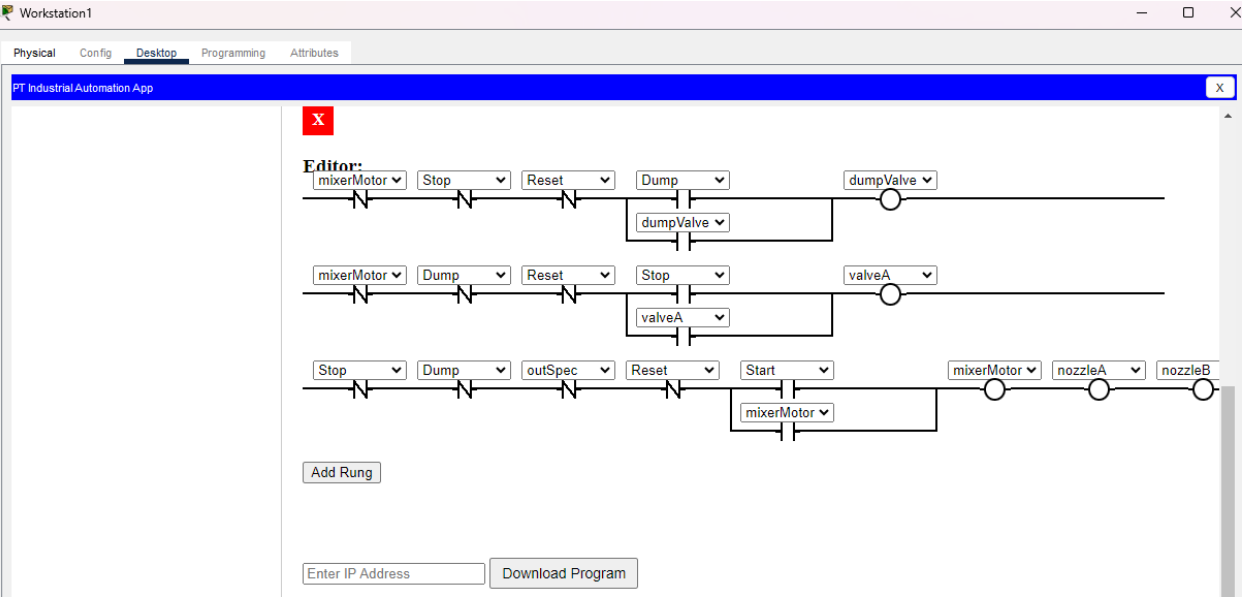 Workstation1
Physical Config Desktop Programming Attributes
PT Industrial Automation App X
X
Editor:
mixerMotor Stop Reset Dump dumpValve
dumpValve
mixerMotor Dump Reset Stop valveA
valveA
Stop Dump outSpec Reset Start mixerMotor nozzleA nozzleB
mixerMotor
Add Rung
Enter IP Address Download Program